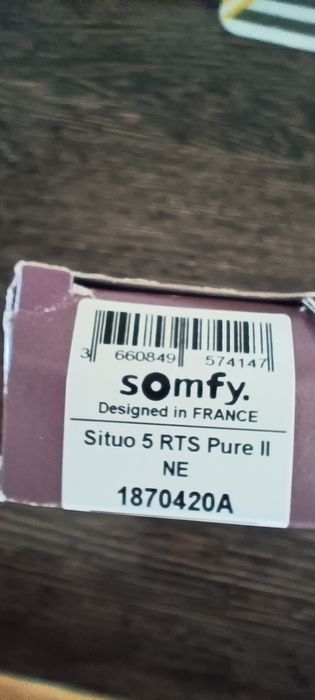 3 660849 574147
somfy.
Designed in FRANCE
Situo 5 RTS Pure II
NE
1870420A